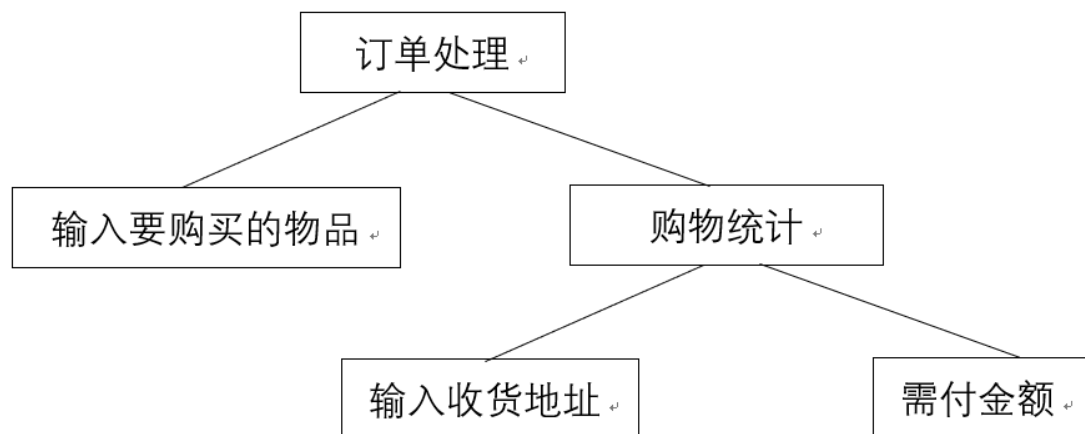 订单处理
输入要购买的物品
购物统计
输入收货地址
需付金额